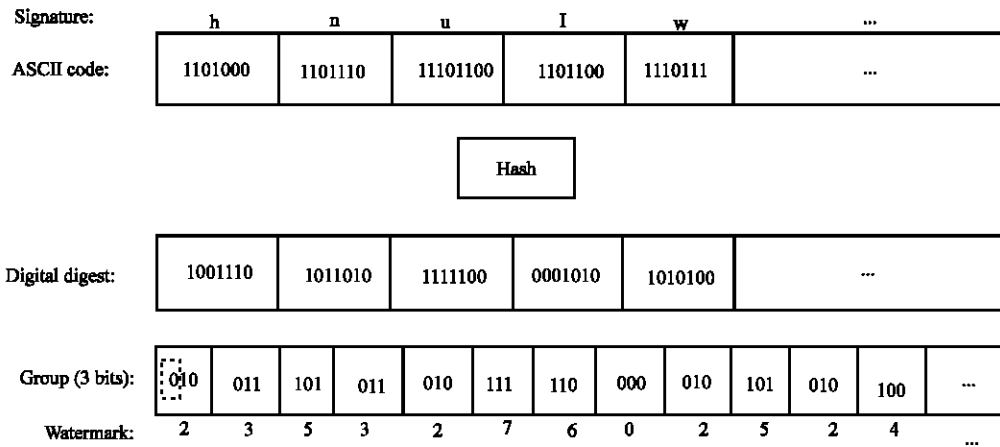 Signature: h n u I w ...
ASCII code: 1101000 1101110 11101100 1101100 1110111 ...
Hash
Digital digest: 1001110 1011010 1111100 0001010 1010100 ...
Group (3 bits): 010 011 101 011 010 111 110 000 010 101 010 100 ...
Watermark: 2 3 5 3 2 7 6 0 2 5 2 4 ...